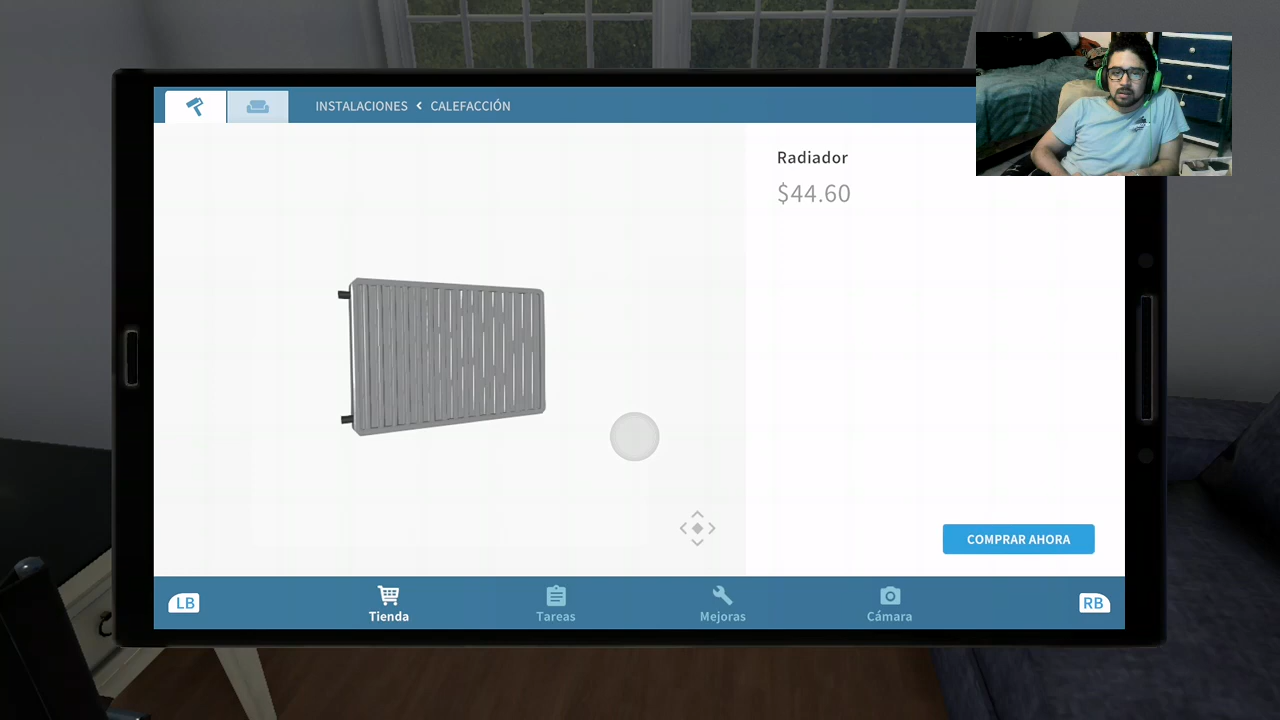 INSTALACIONES < CALEFACCIÓN
Radiador
$44.60
COMPRAR AHORA
LB
Tienda
Tareas
Mejoras
Cámara
RB